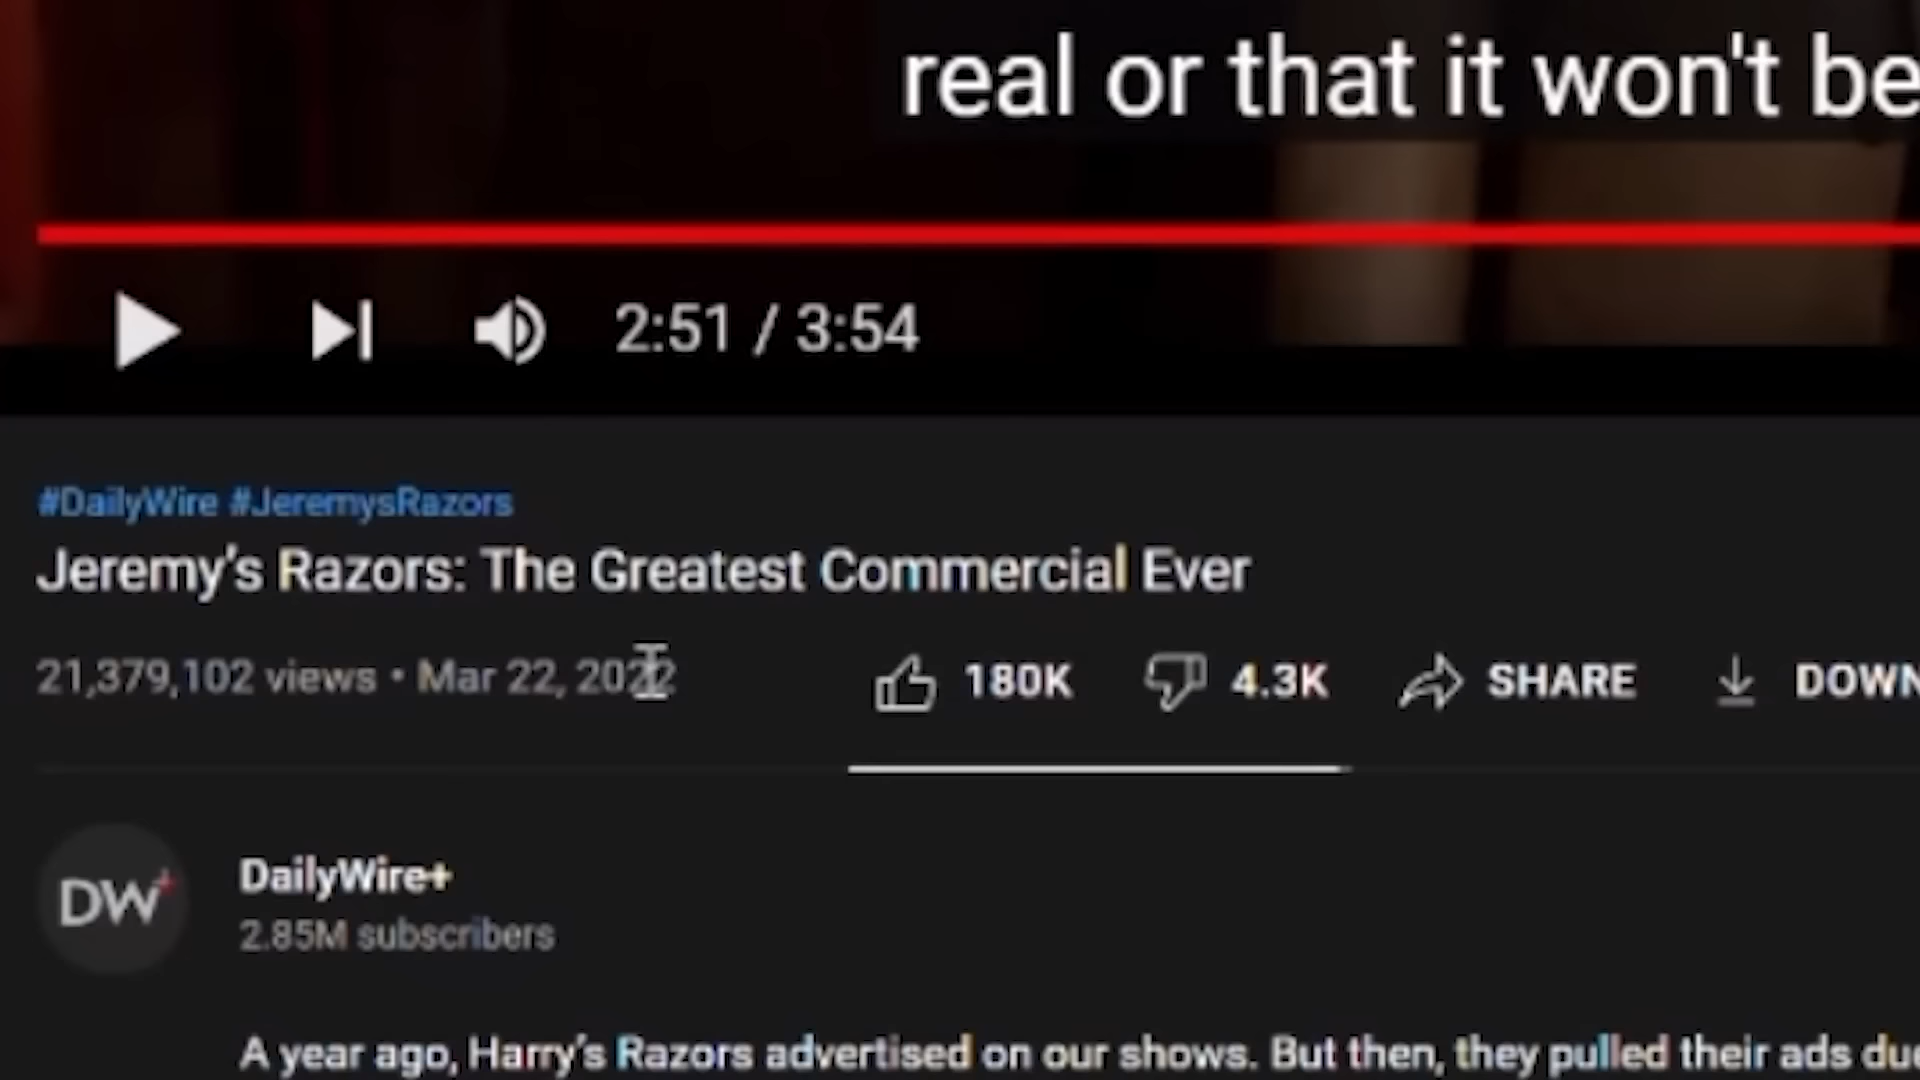 real or that it won't be
2:51 / 3:54
#DailyWire #JeremysRazors
Jeremy's Razors: The Greatest Commercial Ever
21,379,102 views • Mar 22, 2022
180K
4.3K
SHARE
DOWN
DW+
DailyWire+
2.85M subscribers
A year ago, Harry's Razors advertised on our shows. But then, they pulled their ads due